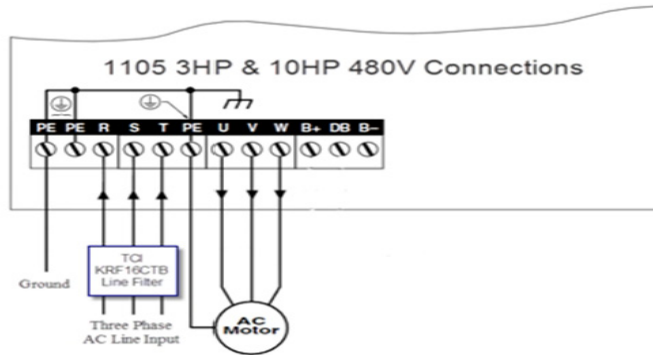 1105 3HP & 10HP 480V Connections
PE PE R S T PE U V W B+ DB B−
TCI
KRF16CTB
Line Filter
Ground
Three Phase
AC Line Input
AC
Motor